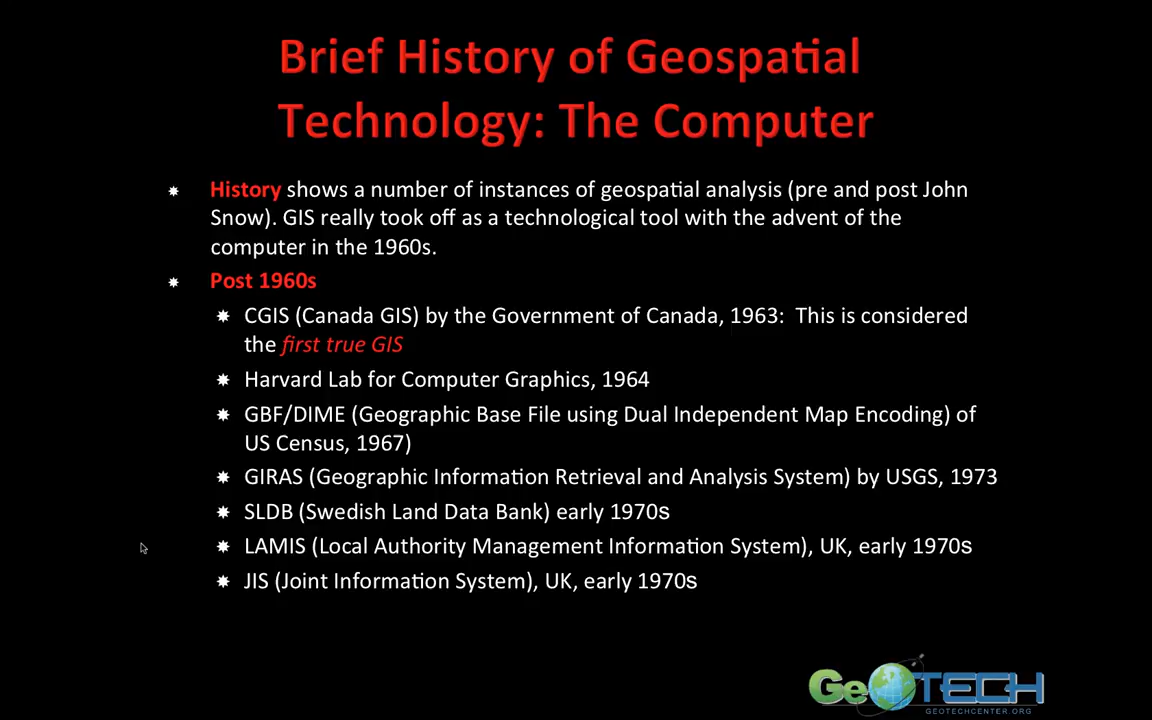 Brief History of Geospatial
Technology: The Computer
History shows a number of instances of geospatial analysis (pre and post John
Snow). GIS really took off as a technological tool with the advent of the
computer in the 1960s.
Post 1960s
CGIS (Canada GIS) by the Government of Canada, 1963:  This is considered
the first true GIS
Harvard Lab for Computer Graphics, 1964
GBF/DIME (Geographic Base File using Dual Independent Map Encoding) of
US Census, 1967)
GIRAS (Geographic Information Retrieval and Analysis System) by USGS, 1973
SLDB (Swedish Land Data Bank) early 1970s
LAMIS (Local Authority Management Information System), UK, early 1970s
JIS (Joint Information System), UK, early 1970s
GeoTECH
GEOTECHCENTER.ORG